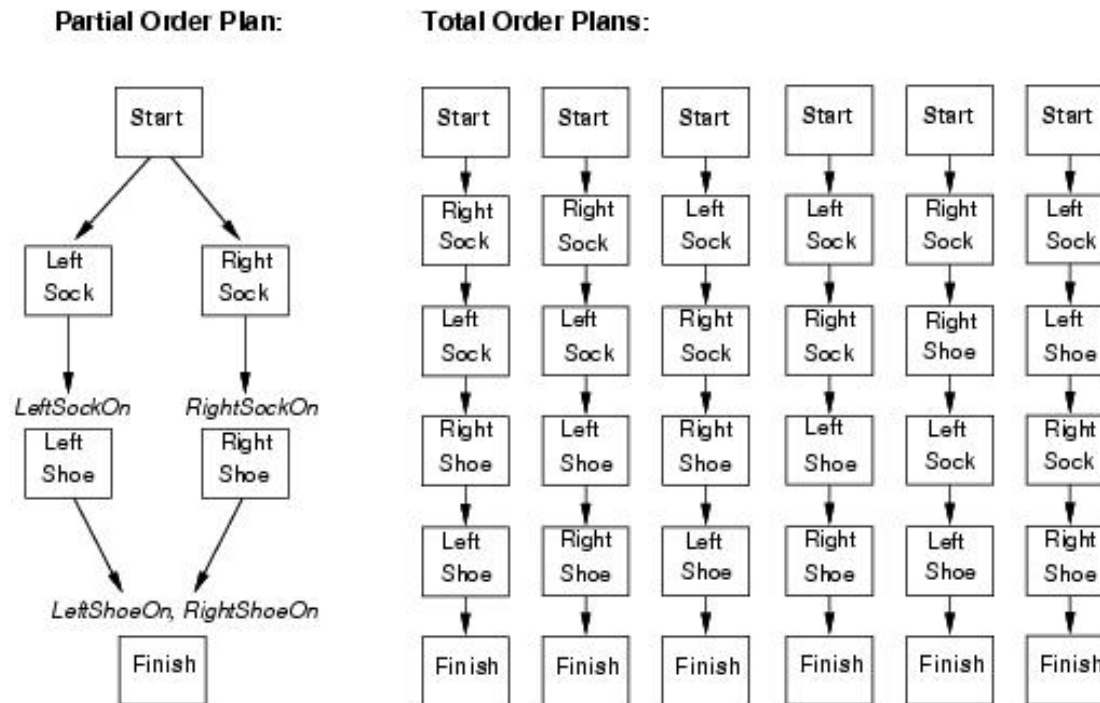 Partial Order Plan:
Total Order Plans:
Start
Left
Sock
Right
Sock
LeftSockOn
RightSockOn
Left
Shoe
Right
Shoe
LeftShoeOn, RightShoeOn
Finish
Start
Right
Sock
Left
Sock
Right
Shoe
Left
Shoe
Finish
Start
Right
Sock
Left
Sock
Left
Shoe
Right
Shoe
Finish
Start
Left
Sock
Right
Sock
Right
Shoe
Left
Shoe
Finish
Start
Left
Sock
Right
Sock
Left
Shoe
Right
Shoe
Finish
Start
Right
Sock
Right
Shoe
Left
Sock
Left
Shoe
Finish
Start
Left
Sock
Left
Shoe
Right
Sock
Right
Shoe
Finish